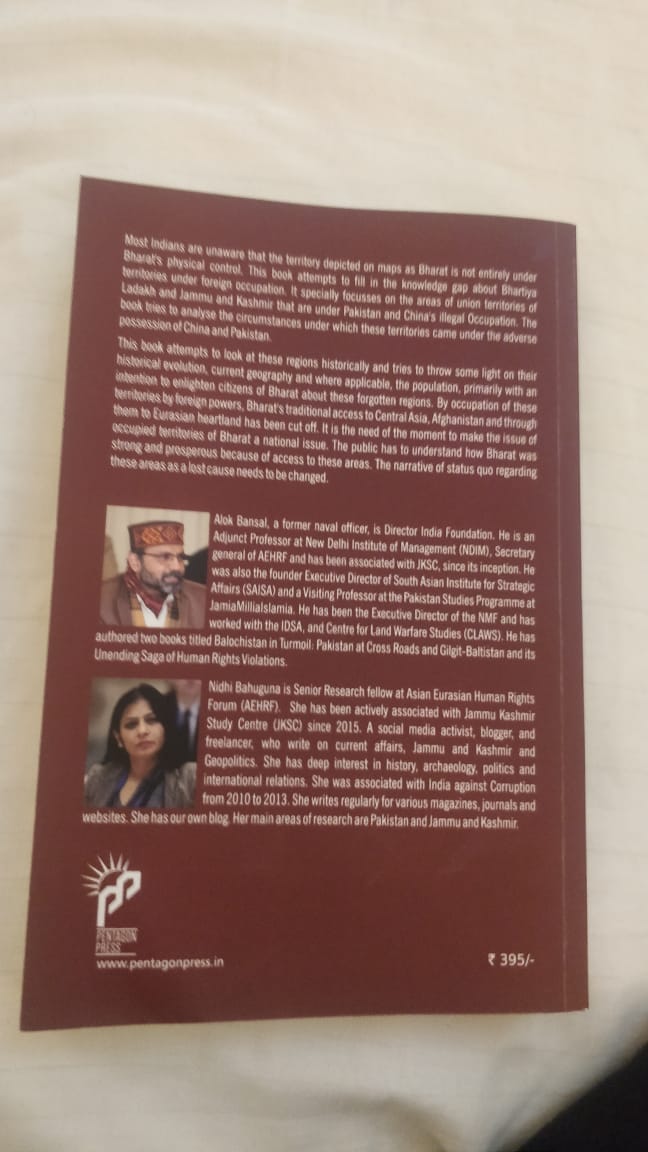 Most Indians are unaware that the territory depicted on maps as Bharat is not entirely under
Bharat's physical control. This book attempts to fill in the knowledge gap about Bhartiya
territories under foreign occupation. It specially focusses on the areas of union territories of
Ladakh and Jammu and Kashmir that are under Pakistan and China's illegal Occupation. The
book tries to analyse the circumstances under which these territories came under the adverse
possession of China and Pakistan.
This book attempts to look at these regions historically and tries to throw some light on their
historical evolution, current geography and where applicable, the population, primarily with an
intention to enlighten citizens of Bharat about these forgotten regions. By occupation of these
territories by foreign powers, Bharat's traditional access to Central Asia, Afghanistan and through
them to Eurasian heartland has been cut off. It is the need of the moment to make the issue of
occupied territories of Bharat a national issue. The public has to understand how Bharat was
strong and prosperous because of access to these areas. The narrative of status quo regarding
these areas as a lost cause needs to be changed.
Alok Bansal, a former naval officer, is Director India Foundation. He is an
Adjunct Professor at New Delhi Institute of Management (NDIM), Secretary
general of AEHRF and has been associated with JKSC, since its inception. He
was also the founder Executive Director of South Asian Institute for Strategic
Affairs (SAISA) and a Visiting Professor at the Pakistan Studies Programme at
JamiaMilliaIslamia. He has been the Executive Director of the NMF and has
worked with the IDSA, and Centre for Land Warfare Studies (CLAWS). He has
authored two books titled Balochistan in Turmoil: Pakistan at Cross Roads and Gilgit-Baltistan and its
Unending Saga of Human Rights Violations.
Nidhi Bahuguna is Senior Research fellow at Asian Eurasian Human Rights
Forum (AEHRF). She has been actively associated with Jammu Kashmir
Study Centre (JKSC) since 2015. A social media activist, blogger, and
freelancer, who write on current affairs, Jammu and Kashmir and
Geopolitics. She has deep interest in history, archaeology, politics and
international relations. She was associated with India against Corruption
from 2010 to 2013. She writes regularly for various magazines, journals and
websites. She has our own blog. Her main areas of research are Pakistan and Jammu and Kashmir.
PENTAGON
PRESS
www.pentagonpress.in
₹ 395/-